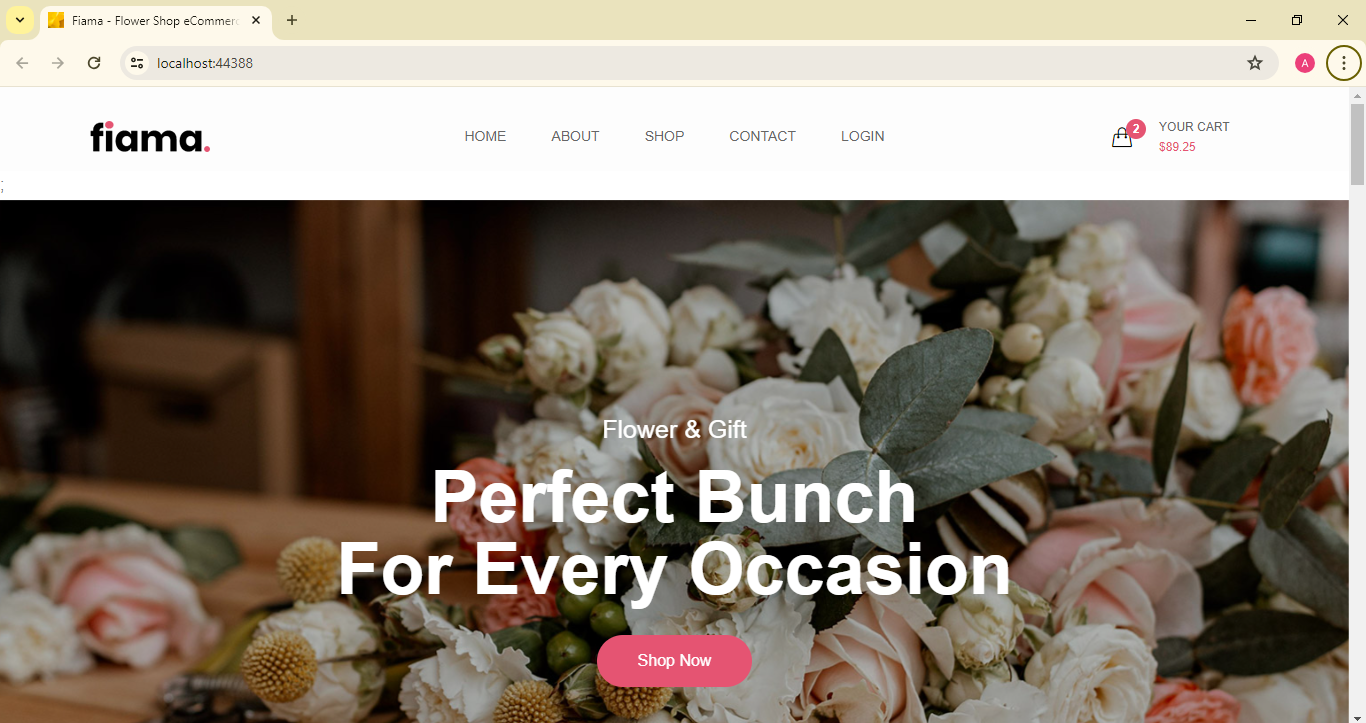 Fiama - Flower Shop eCommerc
localhost:44388
A
fiama.
HOME ABOUT SHOP CONTACT LOGIN
2
YOUR CART
$89.25
;
Flower & Gift
Perfect Bunch
For Every Occasion
Shop Now